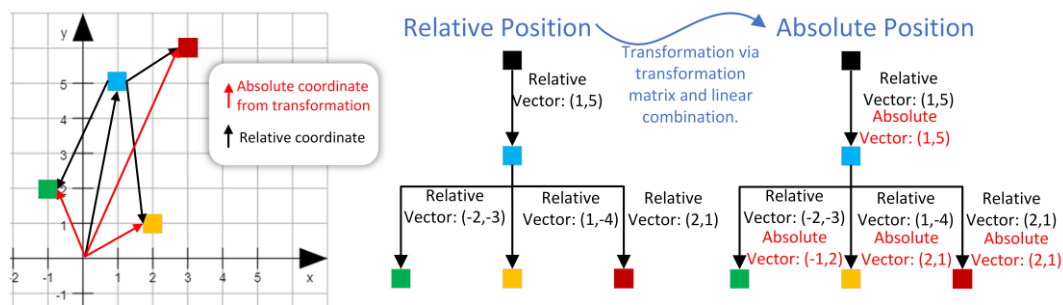 y
5
4
3
2
1
-1
2
-1
1
2
3
4
5
x
Absolute coordinate
from transformation
Relative coordinate
Relative Position
Absolute Position
Transformation via
transformation
matrix and linear
combination.
Relative
Vector: (1,5)
Relative
Vector: (-2,-3)
Relative
Vector: (1,-4)
Relative
Vector: (2,1)
Relative
Vector: (1,5)
Absolute
Vector: (1,5)
Relative
Vector: (-2,-3)
Absolute
Vector: (-1,2)
Relative
Vector: (1,-4)
Absolute
Vector: (2,1)
Relative
Vector: (2,1)
Absolute
Vector: (2,1)